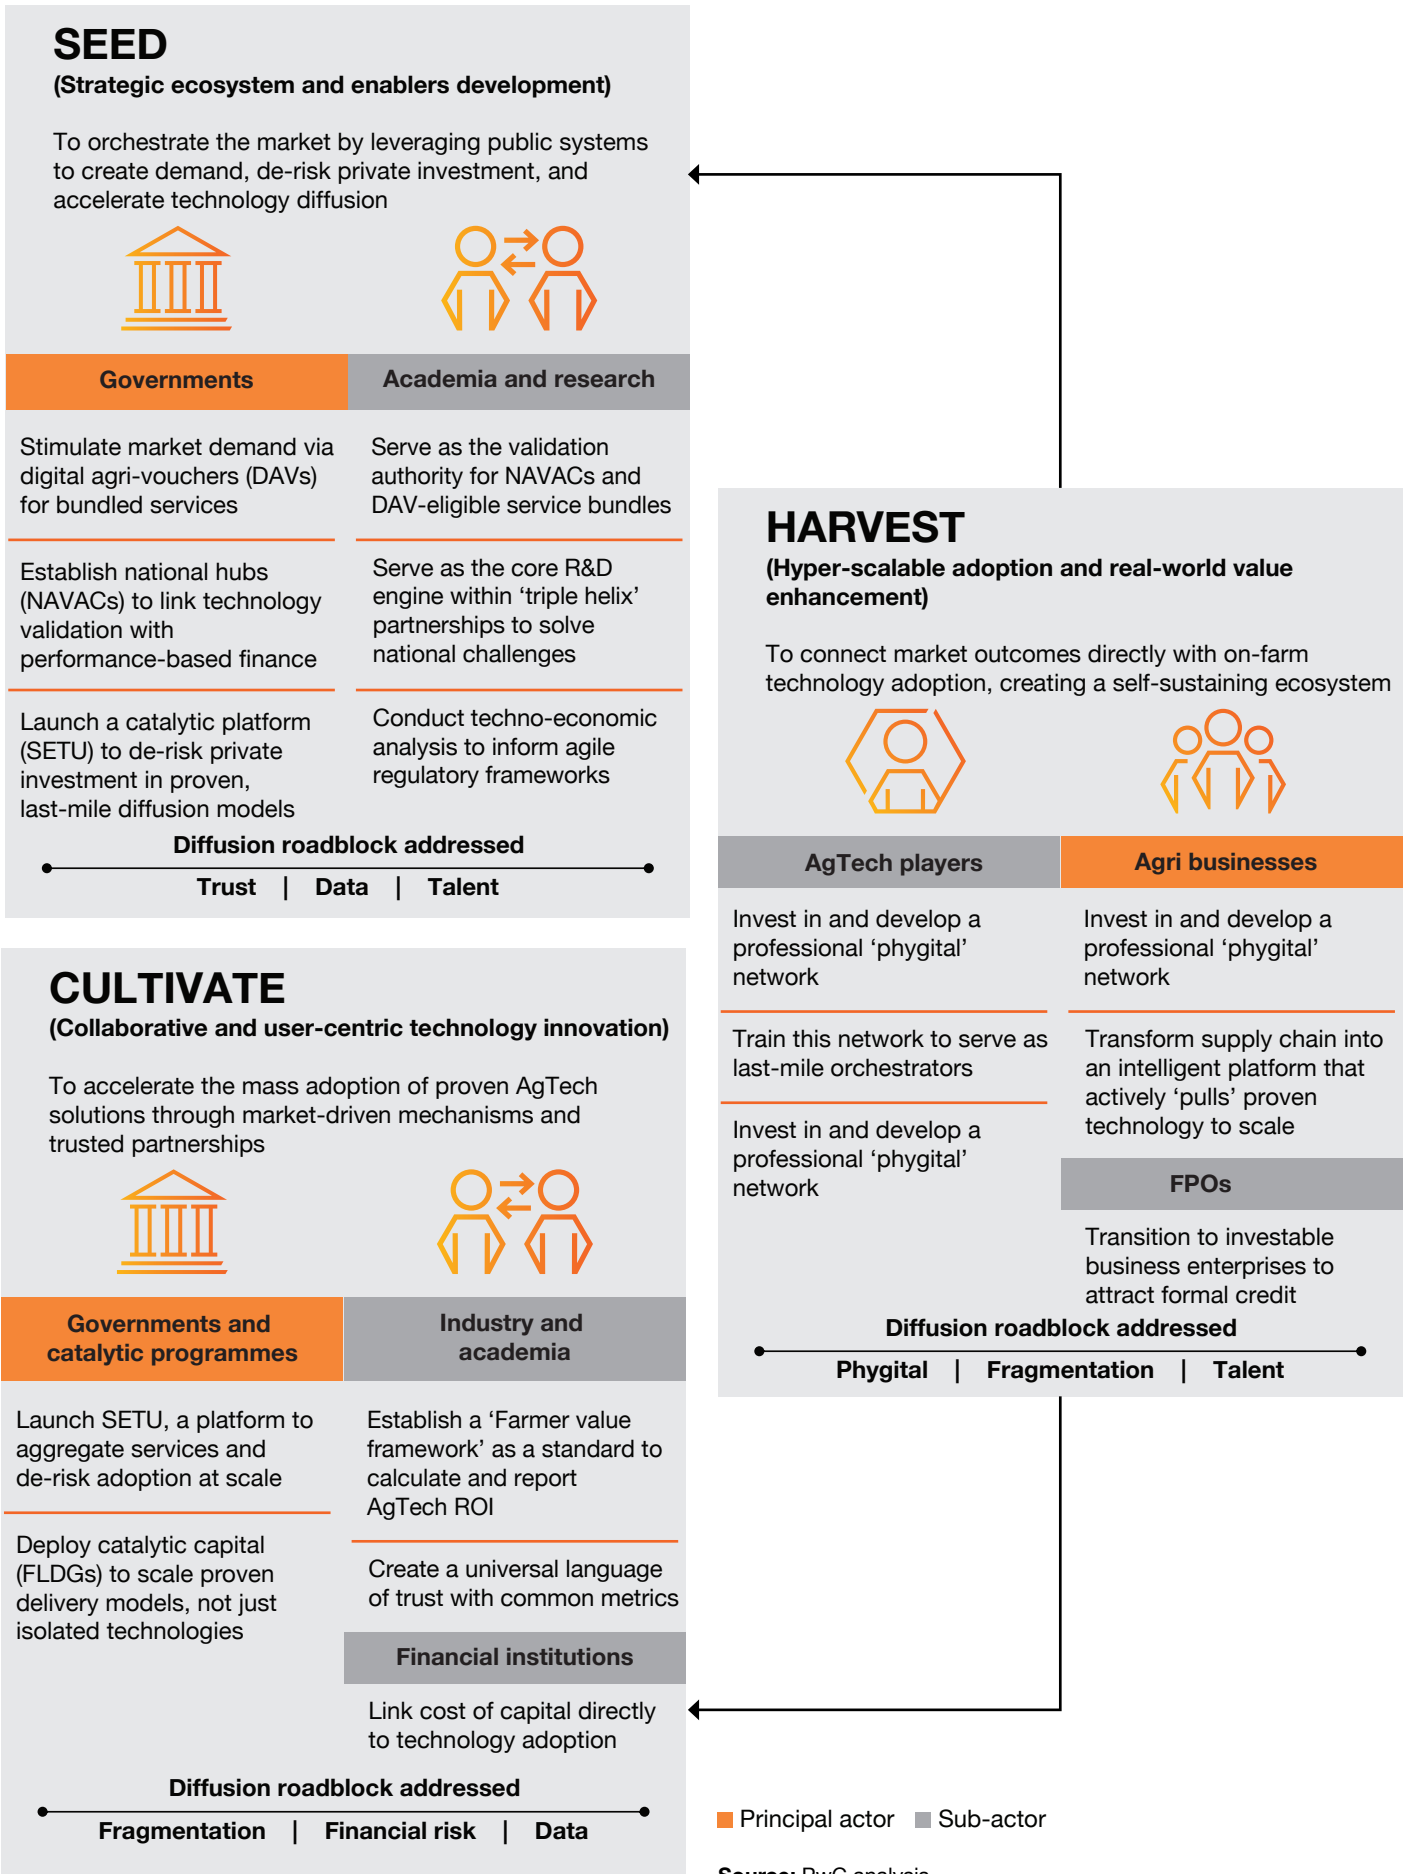 SEED
(Strategic ecosystem and enablers development)
To orchestrate the market by leveraging public systems
to create demand, de-risk private investment, and
accelerate technology diffusion
Governments
Stimulate market demand via
digital agri-vouchers (DAVs)
for bundled services
Establish national hubs
(NAVACs) to link technology
validation with
performance-based finance
Launch a catalytic platform
(SETU) to de-risk private
investment in proven,
last-mile diffusion models
Academia and research
Serve as the validation
authority for NAVACs and
DAV-eligible service bundles
Serve as the core R&D
engine within ‘triple helix’
partnerships to solve
national challenges
Conduct techno-economic
analysis to inform agile
regulatory frameworks
Diffusion roadblock addressed
Trust | Data | Talent
CULTIVATE
(Collaborative and user-centric technology innovation)
To accelerate the mass adoption of proven AgTech
solutions through market-driven mechanisms and
trusted partnerships
Governments and
catalytic programmes
Launch SETU, a platform to
aggregate services and
de-risk adoption at scale
Deploy catalytic capital
(FLDGs) to scale proven
delivery models, not just
isolated technologies
Industry and
academia
Establish a ‘Farmer value
framework’ as a standard to
calculate and report
AgTech ROI
Create a universal language
of trust with common metrics
Financial institutions
Link cost of capital directly
to technology adoption
Diffusion roadblock addressed
Fragmentation | Financial risk | Data
HARVEST
(Hyper-scalable adoption and real-world value
enhancement)
To connect market outcomes directly with on-farm
technology adoption, creating a self-sustaining ecosystem
AgTech players
Invest in and develop a
professional ‘phygital’
network
Train this network to serve as
last-mile orchestrators
Invest in and develop a
professional ‘phygital’
network
Agri businesses
Invest in and develop a
professional ‘phygital’
network
Transform supply chain into
an intelligent platform that
actively ‘pulls’ proven
technology to scale
FPOs
Transition to investable
business enterprises to
attract formal credit
Diffusion roadblock addressed
Phygital | Fragmentation | Talent
Principal actor Sub-actor
Source: PwC analysis